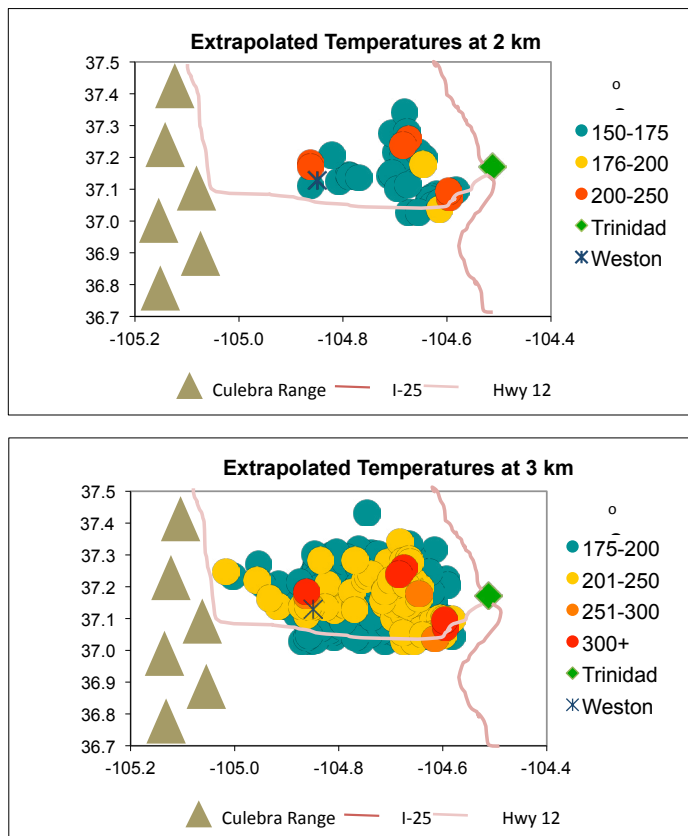 Extrapolated Temperatures at 2 km
37.5
37.4
37.3
37.2
37.1
37.0
36.9
36.8
36.7
-105.2 -105.0 -104.8 -104.6 -104.4
o
150-175
176-200
200-250
Trinidad
Weston
Culebra Range I-25 Hwy 12
Extrapolated Temperatures at 3 km
37.5
37.4
37.3
37.2
37.1
37.0
36.9
36.8
36.7
-105.2 -105.0 -104.8 -104.6 -104.4
o
175-200
201-250
251-300
300+
Trinidad
Weston
Culebra Range I-25 Hwy 12